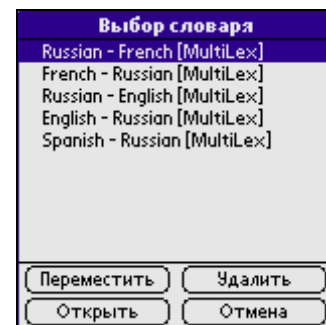 Выбор словаря
Russian - French [MultiLex]
French - Russian [MultiLex]
Russian - English [MultiLex]
English - Russian [MultiLex]
Spanish - Russian [MultiLex]
Переместить Удалить
Открыть Отмена